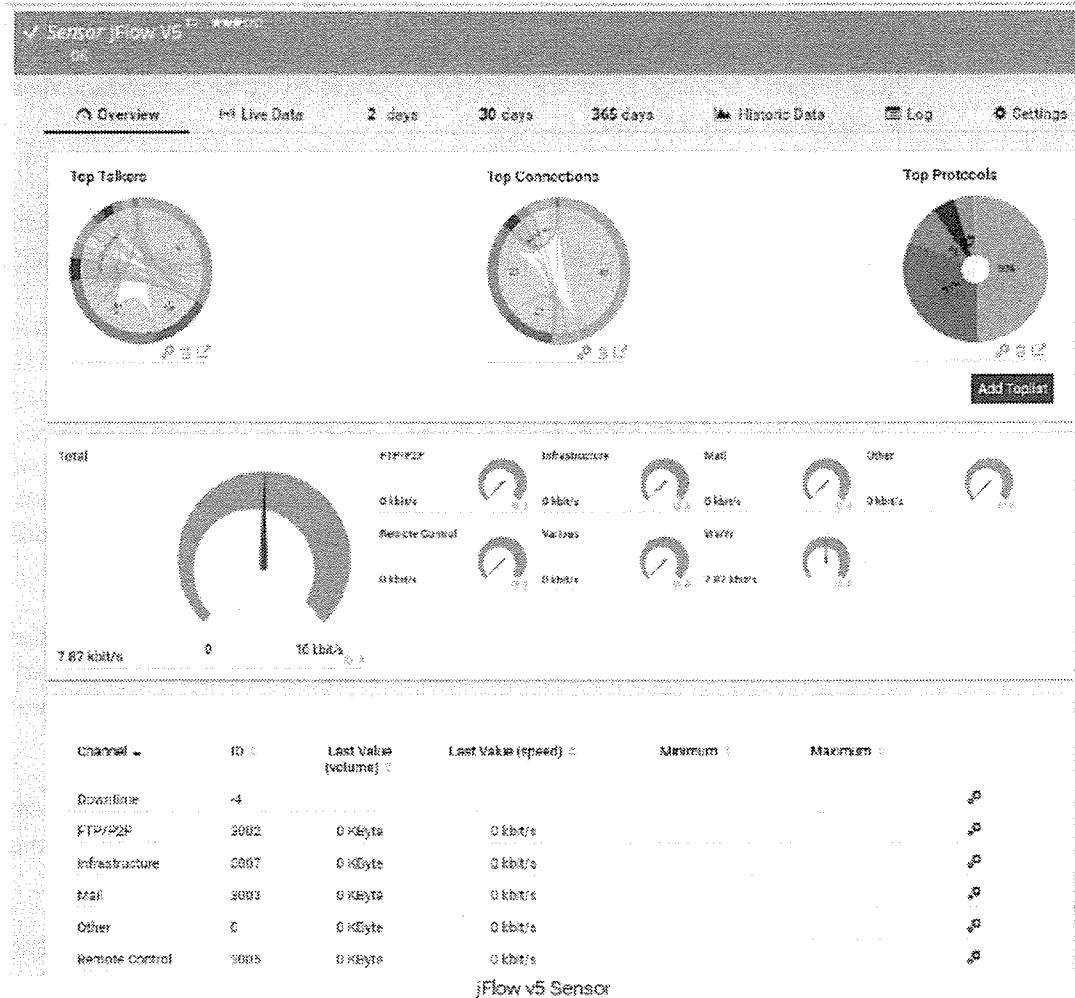 Sensor jFlow V5
OK
Overview
Live Data
2 days
30 days
365 days
Historic Data
Log
Settings
Top Talkers
Top Connections
Top Protocols
Add Toplist
Total
FTP/P2P
Infrastructure
Mail
Other
0 kbit/s
0 kbit/s
0 kbit/s
0 kbit/s
Remote Control
Various
WWW
0 kbit/s
0 kbit/s
7.87 kbit/s
7.87 kbit/s
0
16 kbit/s
Channel ID Last Value (volume) Last Value (speed) Minimum Maximum
Downtime -4
FTP/P2P 3002 0 KByte 0 kbit/s
Infrastructure 0 KByte 0 kbit/s
Mail 3003 0 KByte 0 kbit/s
Other 0 0 KByte 0 kbit/s
Remote Control 0 KByte 0 kbit/s
jFlow v5 Sensor